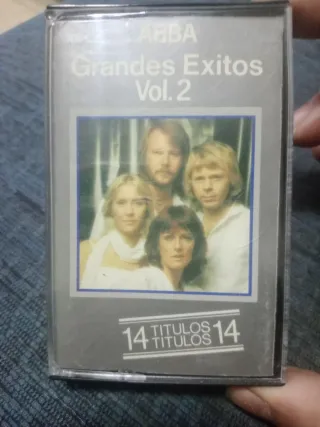 ABBA
Grandes Exitos
Vol. 2
14 TITULOS 14
TITULOS